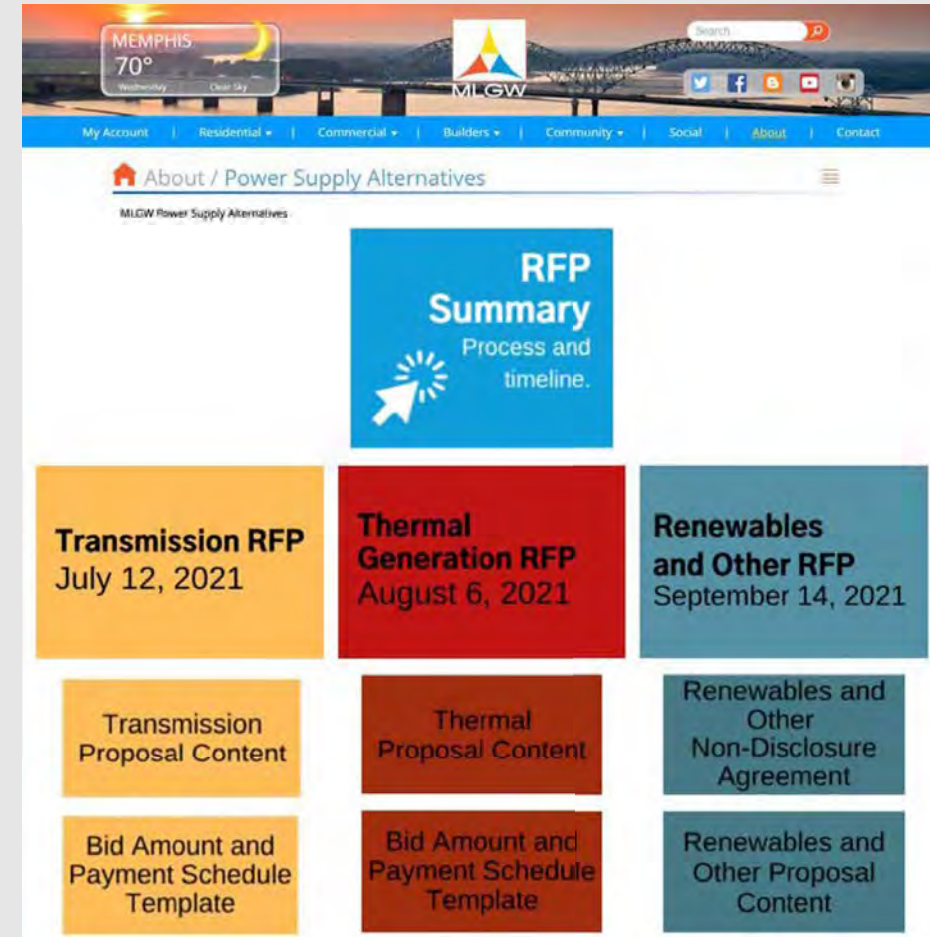 MEMPHIS
70°
Wednesday Clear Sky
MLGW
Search
My Account | Residential | Commercial | Builders | Community | Social | About | Contact
About / Power Supply Alternatives
MLGW Power Supply Alternatives
RFP
Summary
Process and
timeline.
Transmission RFP
July 12, 2021
Thermal
Generation RFP
August 6, 2021
Renewables
and Other RFP
September 14, 2021
Transmission
Proposal Content
Thermal
Proposal Content
Renewables and
Other
Non-Disclosure
Agreement
Bid Amount and
Payment Schedule
Template
Bid Amount and
Payment Schedule
Template
Renewables and
Other Proposal
Content